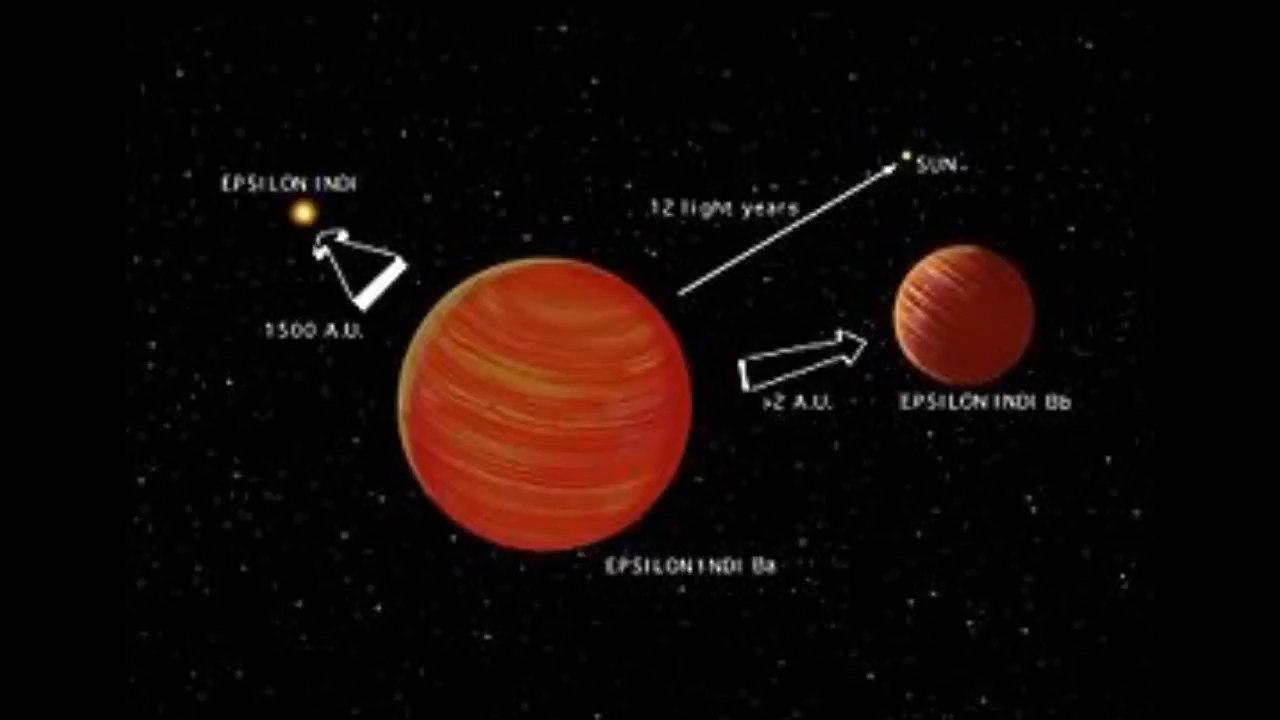 SUN
EPSILON INDI
12 light years
1500 A.U.
>2 A.U.
EPSILON INDI Bb
EPSILON INDI Ba